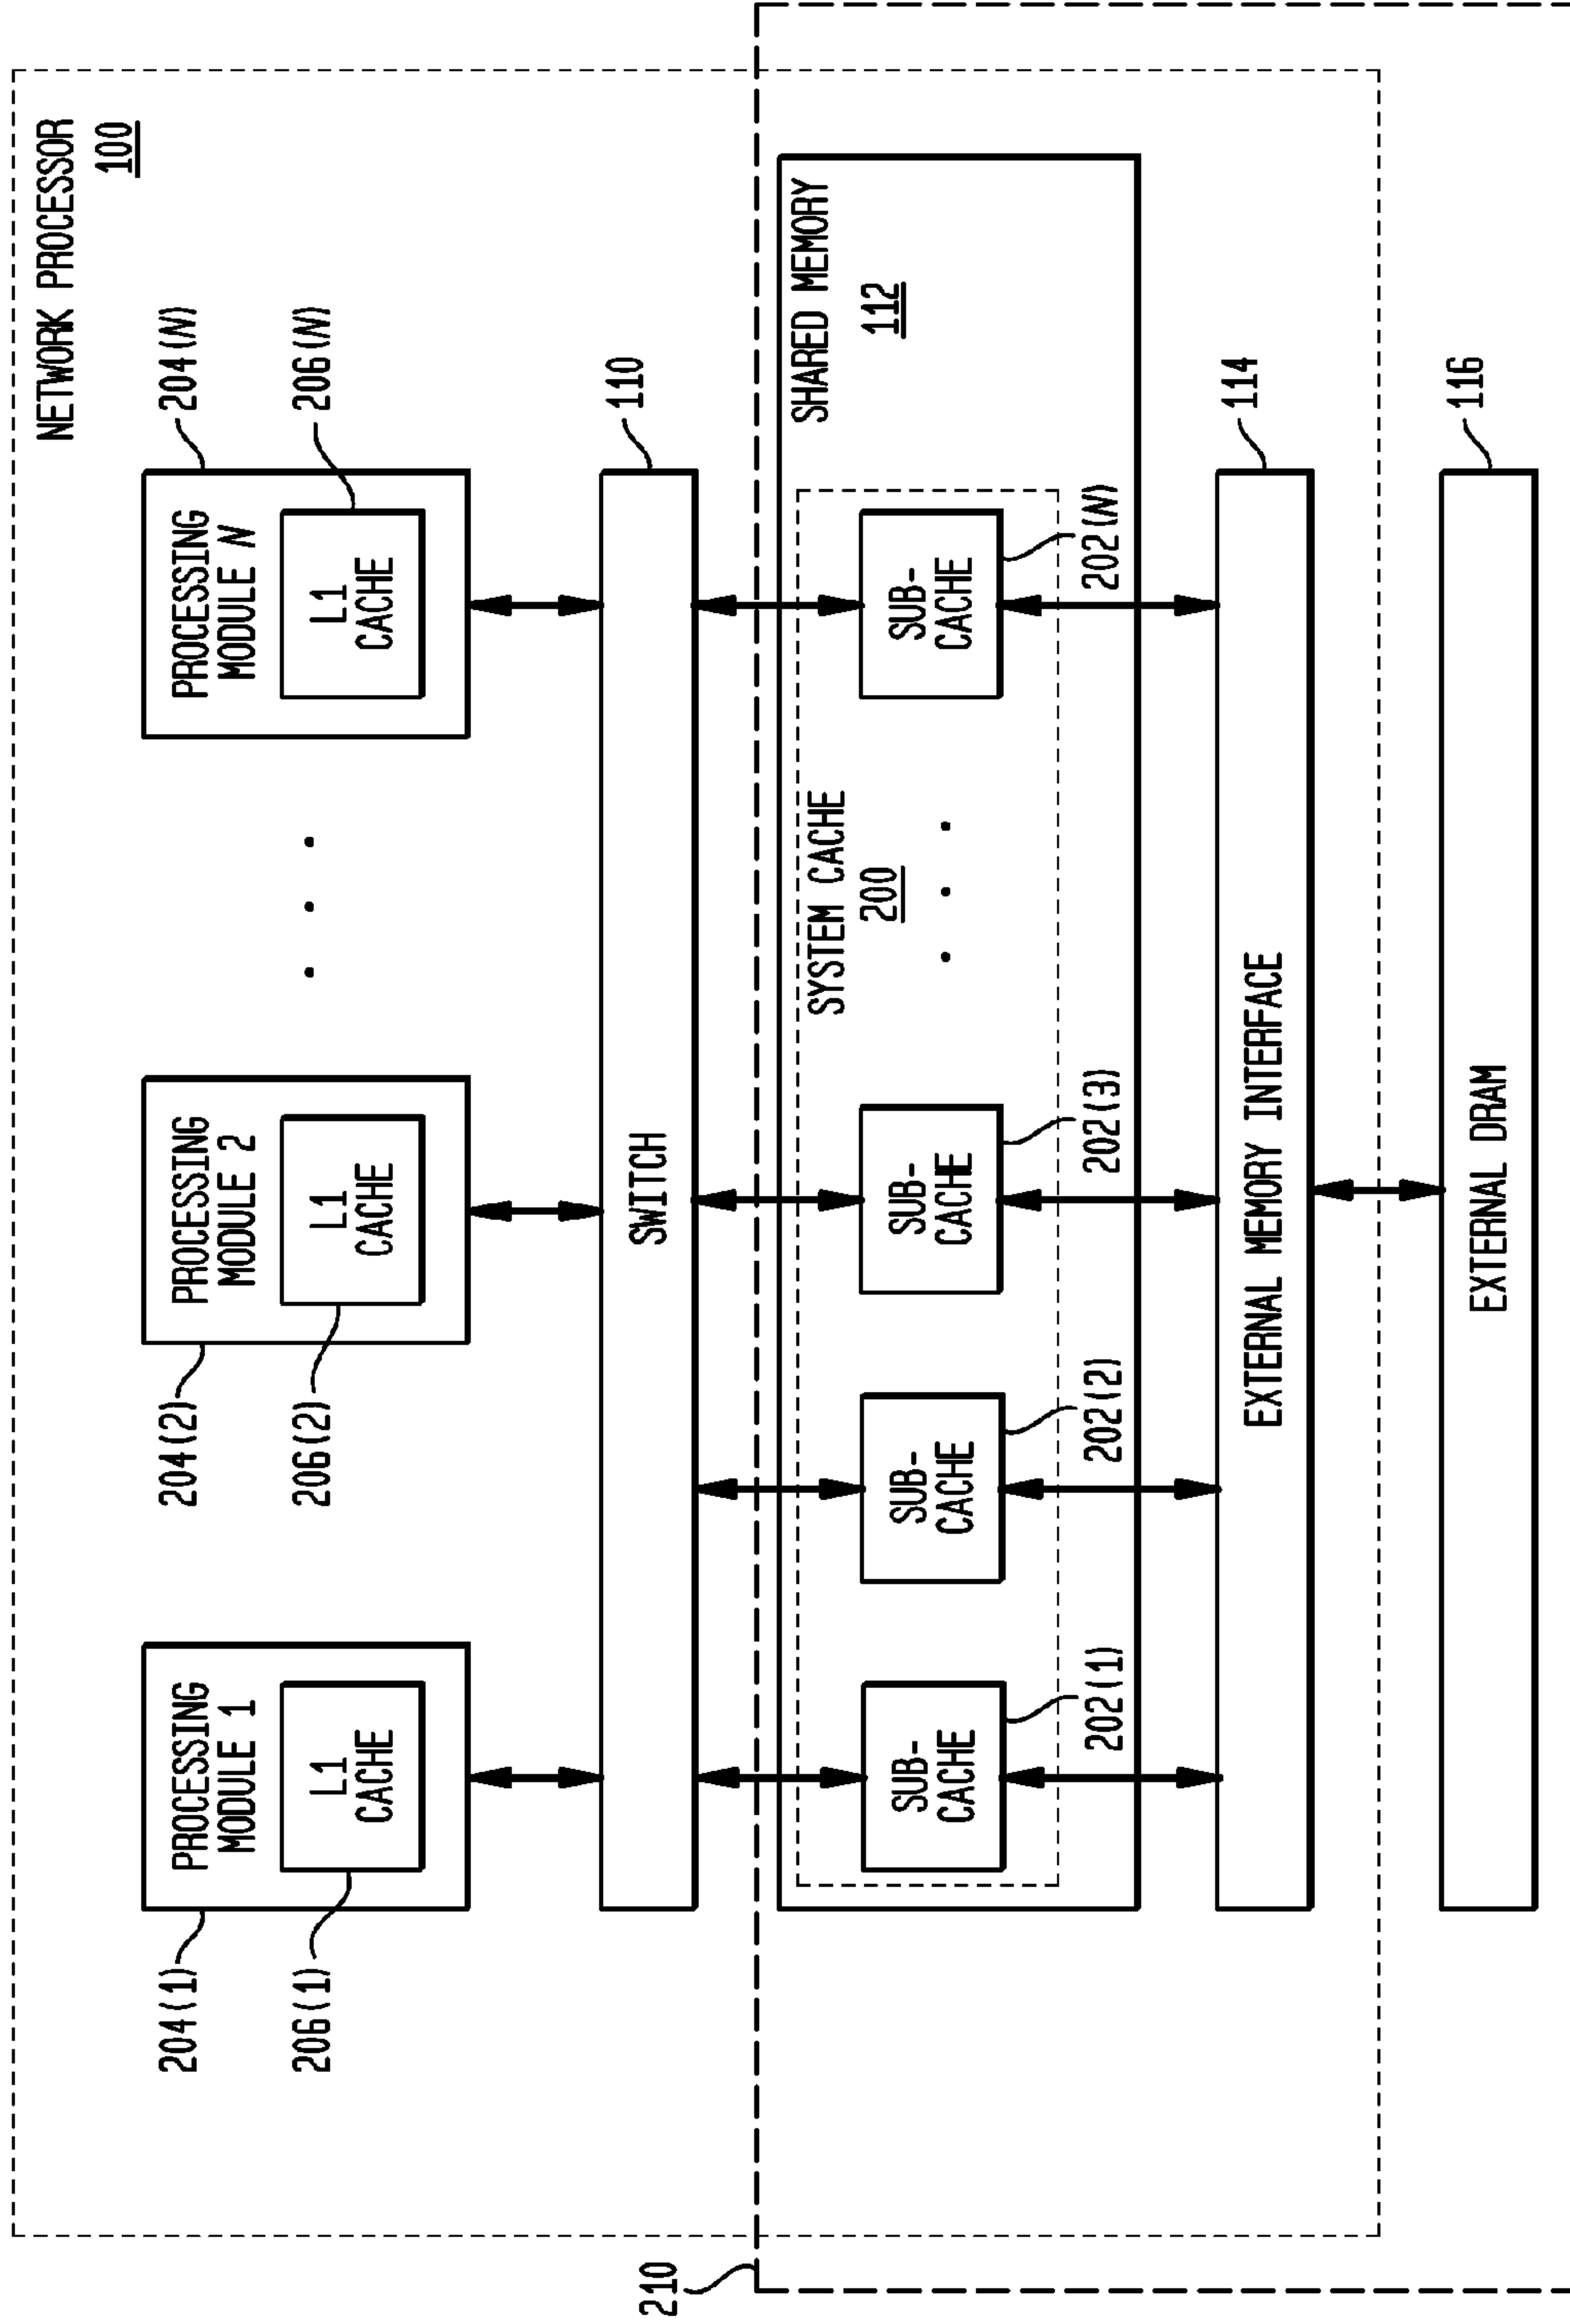 NETWORK PROCESSOR
100
204(1)
PROCESSING
MODULE 1
206(1)
L1
CACHE
204(2)
PROCESSING
MODULE 2
206(2)
L1
CACHE
. . .
PROCESSING
MODULE N
204(N)
L1
CACHE
206(N)
SWITCH
110
210
SHARED MEMORY
112
SYSTEM CACHE
200
SUB-
CACHE
202(1)
SUB-
CACHE
202(2)
SUB-
CACHE
202(3)
. . .
SUB-
CACHE
202(N)
EXTERNAL MEMORY INTERFACE
114
EXTERNAL DRAM
116